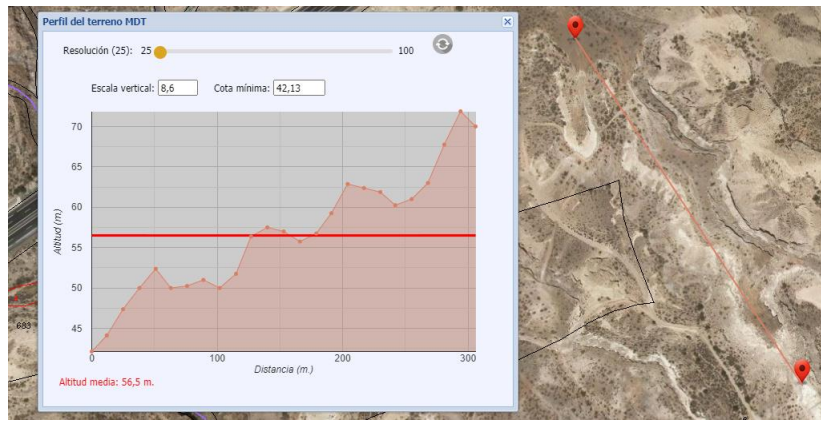 Perfil del terreno MDT
Resolución (25): 25 100
Escala vertical: 8,6 Cota mínima: 42,13
70
65
60
55
50
45
Altitud (m)
0 100 200 300
Distancia (m.)
Altitud media: 56,5 m.
683